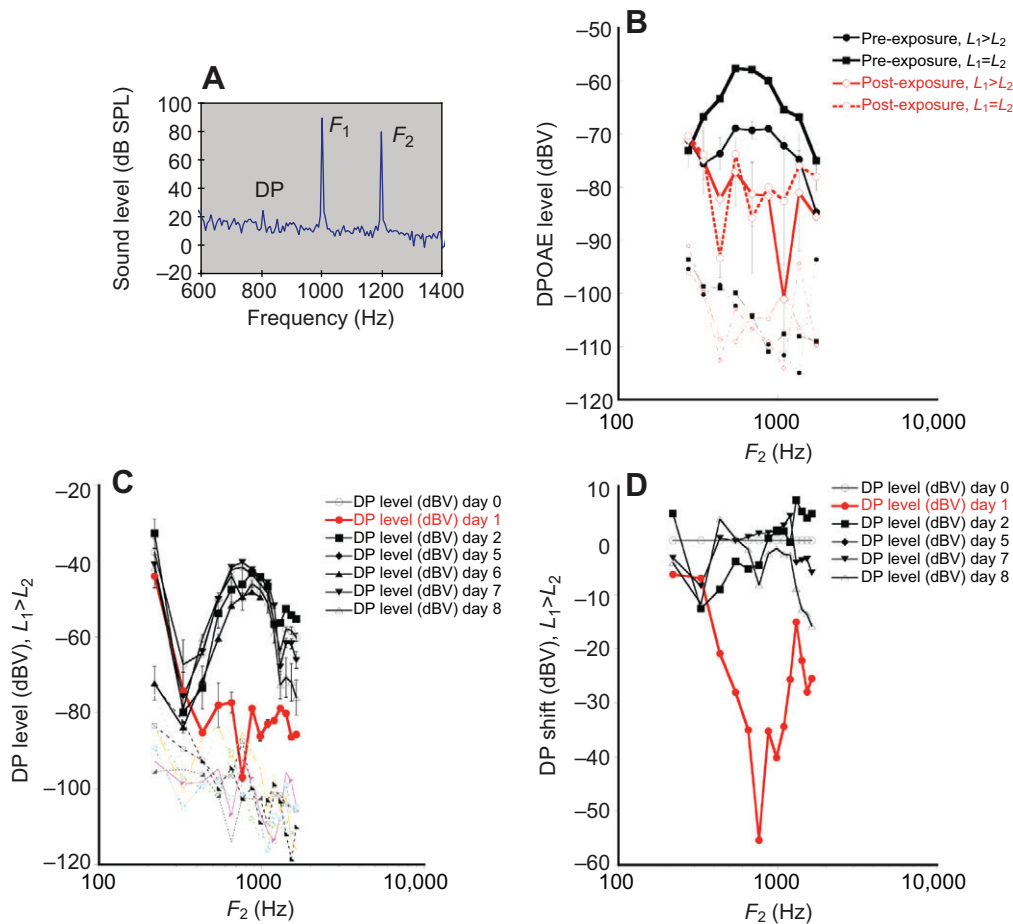 A
Sound level (dB SPL)
100
80
60
40
20
0
–20
600
800
1000
1200
1400
Frequency (Hz)
DP
F1
F2
B
DPOAE level (dBV)
–50
–60
–70
–80
–90
–100
–110
–120
100
1000
10,000
F2 (Hz)
Pre-exposure, L1>L2
Pre-exposure, L1=L2
Post-exposure, L1>L2
Post-exposure, L1=L2
C
DP level (dBV), L1>L2
–20
–40
–60
–80
–100
–120
100
1000
10,000
F2 (Hz)
DP level (dBV) day 0
DP level (dBV) day 1
DP level (dBV) day 2
DP level (dBV) day 5
DP level (dBV) day 6
DP level (dBV) day 7
DP level (dBV) day 8
D
DP shift (dBV), L1>L2
10
0
–10
–20
–30
–40
–50
–60
100
1000
10,000
F2 (Hz)
DP level (dBV) day 0
DP level (dBV) day 1
DP level (dBV) day 2
DP level (dBV) day 5
DP level (dBV) day 7
DP level (dBV) day 8